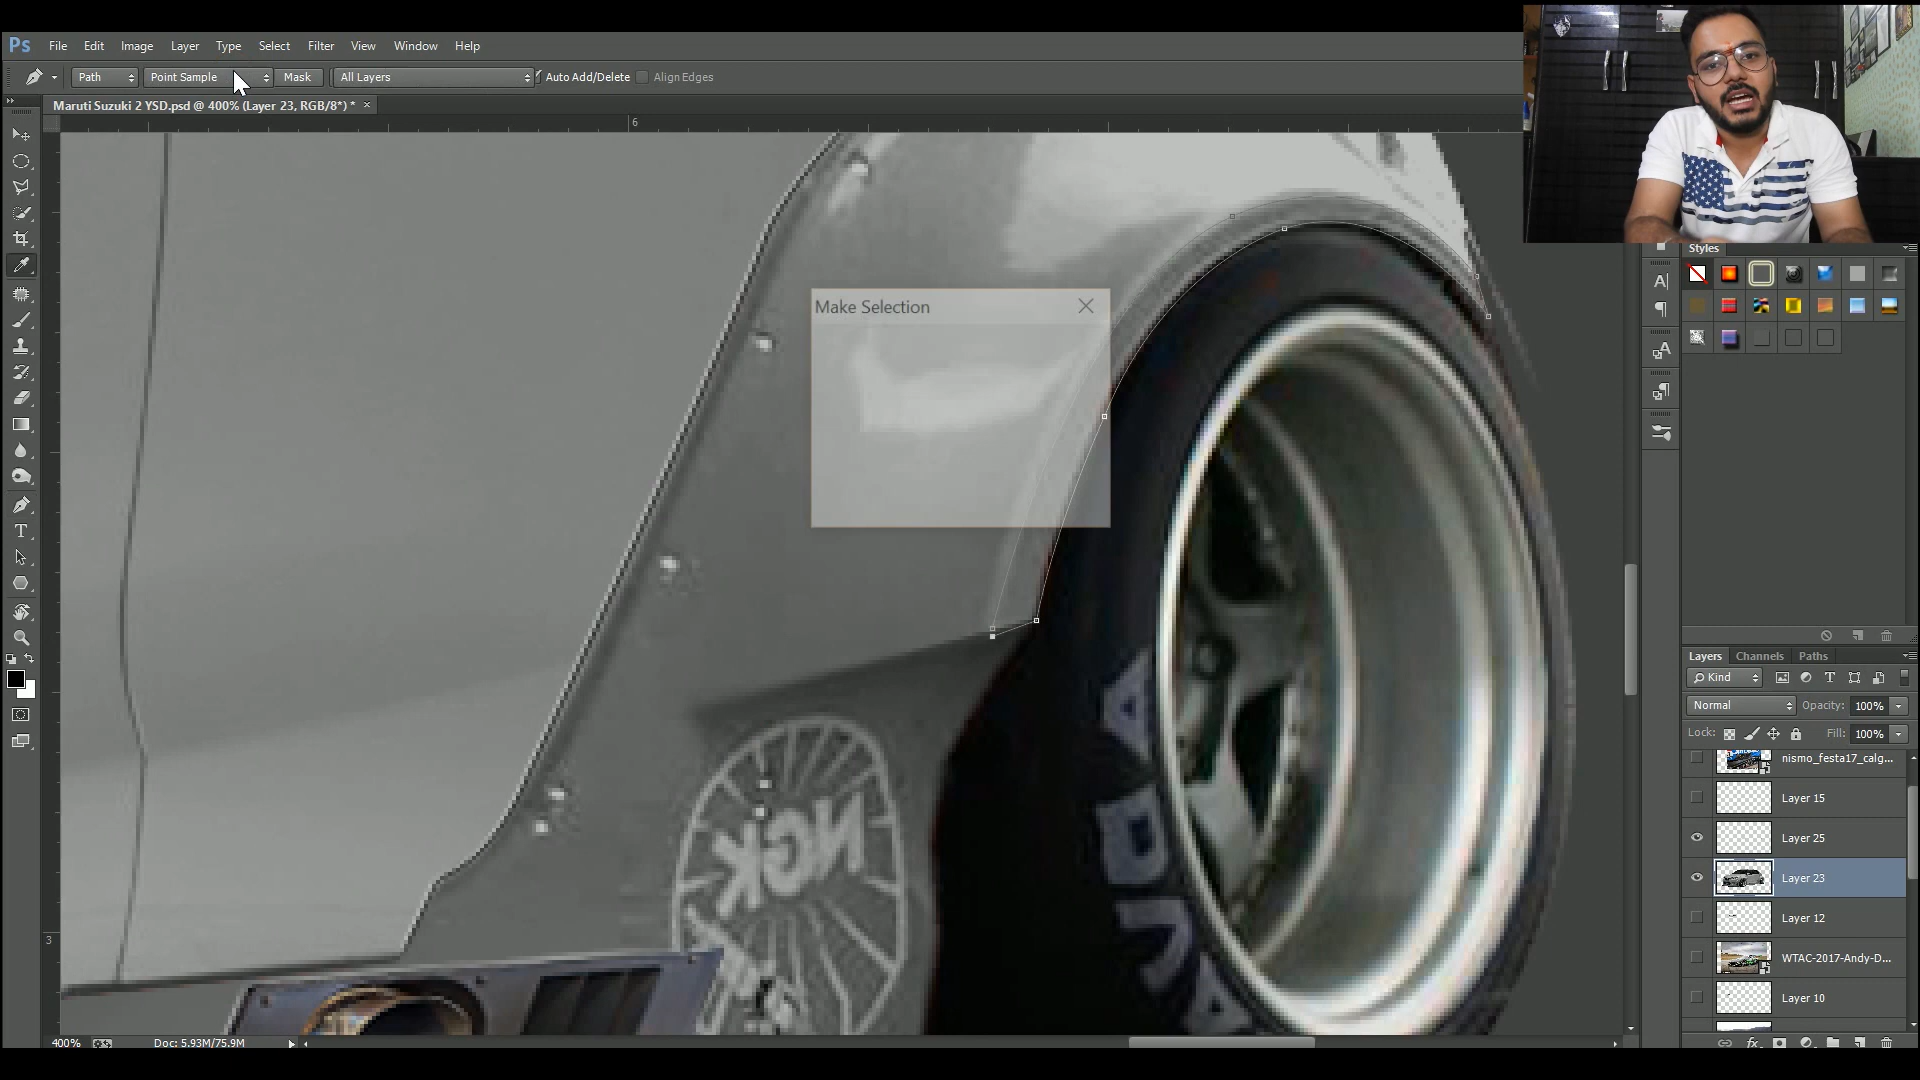 Ps File Edit Image Layer Type Select Filter View Window Help
Path Point Sample Mask All Layers Auto Add/Delete Align Edges
Maruti Suzuki 2 YSD.psd @ 400% (Layer 23, RGB/8*) *
6
Make Selection
Styles
Layers Channels Paths
Kind
Normal Opacity: 100%
Lock: Fill: 100%
nismo_festa17_calg...
Layer 15
Layer 25
Layer 23
Layer 12
WTAC-2017-Andy-D...
Layer 10
3
NGK
400% Doc: 5.93M/75.9M